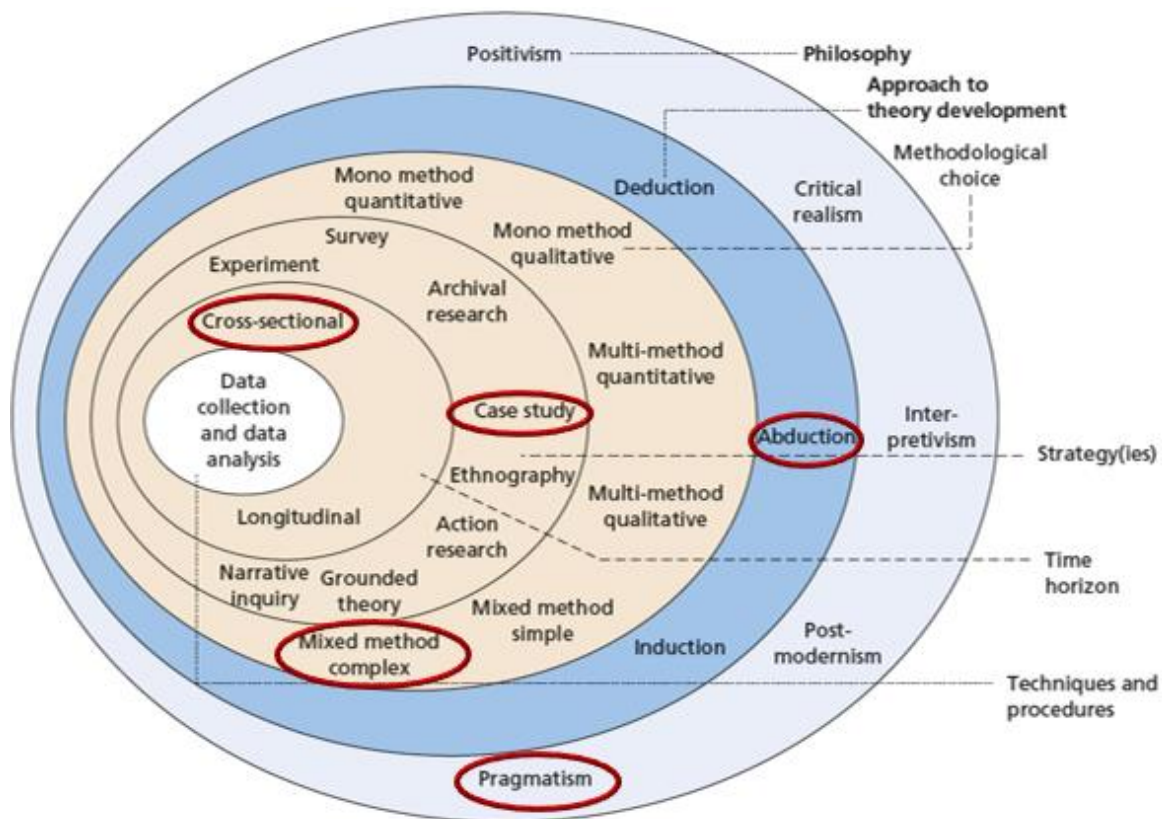 Positivism
Philosophy
Approach to
theory development
Methodological
choice
Mono method
quantitative
Deduction
Critical
realism
Survey
Mono method
qualitative
Experiment
Archival
research
Cross-sectional
Multi-method
quantitative
Data
collection
and data
analysis
Case study
Abduction
Inter-
pretivism
Strategy(ies)
Ethnography
Multi-method
qualitative
Longitudinal
Action
research
Time
horizon
Narrative
inquiry
Grounded
theory
Mixed method
simple
Mixed method
complex
Induction
Post-
modernism
Techniques and
procedures
Pragmatism